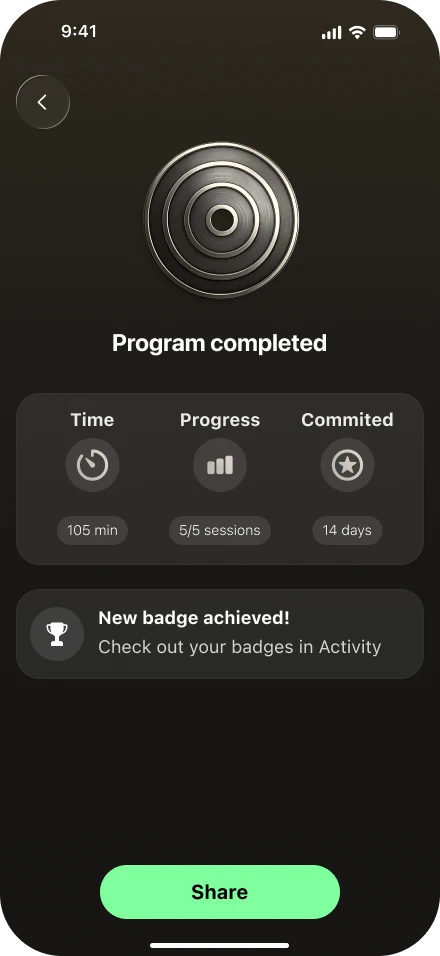 9:41
Program completed
Time
Progress
Commited
105 min
5/5 sessions
14 days
New badge achieved!
Check out your badges in Activity
Share